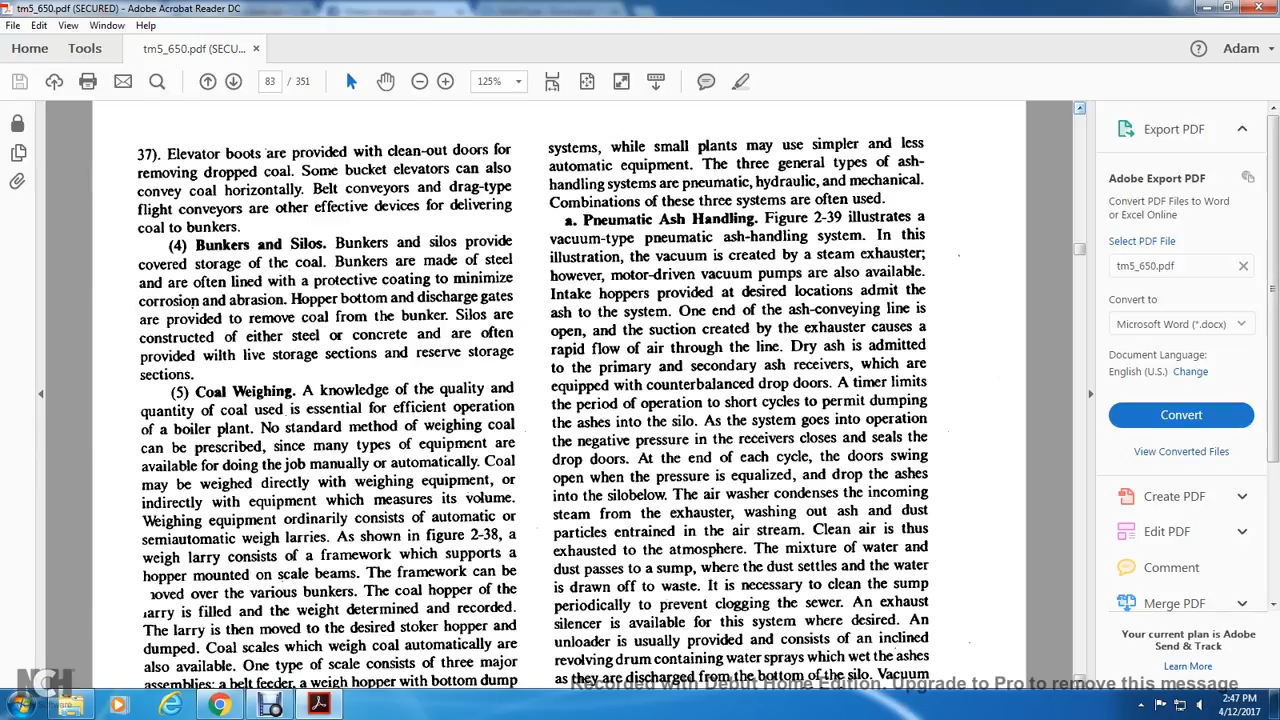 tm5_650.pdf (SECURED) - Adobe Acrobat Reader DC
File Edit View Window Help
Home Tools tm5_650.pdf (SECU... × Adam
83 / 351 125%
37). Elevator boots are provided with clean-out doors for
removing dropped coal. Some bucket elevators can also
convey coal horizontally. Belt conveyors and drag-type
flight conveyors are other effective devices for delivering
coal to bunkers.
(4) Bunkers and Silos. Bunkers and silos provide
covered storage of the coal. Bunkers are made of steel
and are often lined with a protective coating to minimize
corrosion and abrasion. Hopper bottom and discharge gates
are provided to remove coal from the bunker. Silos are
constructed of either steel or concrete and are often
provided wilth live storage sections and reserve storage
sections.
(5) Coal Weighing. A knowledge of the quality and
quantity of coal used is essential for efficient operation
of a boiler plant. No standard method of weighing coal
can be prescribed, since many types of equipment are
available for doing the job manually or automatically. Coal
may be weighed directly with weighing equipment, or
indirectly with equipment which measures its volume.
Weighing equipment ordinarily consists of automatic or
semiautomatic weigh larries. As shown in figure 2-38, a
weigh larry consists of a framework which supports a
hopper mounted on scale beams. The framework can be
moved over the various bunkers. The coal hopper of the
larry is filled and the weight determined and recorded.
The larry is then moved to the desired stoker hopper and
dumped. Coal scales which weigh coal automatically are
also available. One type of scale consists of three major
assemblies: a belt feeder, a weigh hopper with bottom dump
systems, while small plants may use simpler and less
automatic equipment. The three general types of ash-
handling systems are pneumatic, hydraulic, and mechanical.
Combinations of these three systems are often used.
a. Pneumatic Ash Handling. Figure 2-39 illustrates a
vacuum-type pneumatic ash-handling system. In this
illustration, the vacuum is created by a steam exhauster;
however, motor-driven vacuum pumps are also available.
Intake hoppers provided at desired locations admit the
ash to the system. One end of the ash-conveying line is
open, and the suction created by the exhauster causes a
rapid flow of air through the line. Dry ash is admitted
to the primary and secondary ash receivers, which are
equipped with counterbalanced drop doors. A timer limits
the period of operation to short cycles to permit dumping
the ashes into the silo. As the system goes into operation
the negative pressure in the receivers closes and seals the
drop doors. At the end of each cycle, the doors swing
open when the pressure is equalized, and drop the ashes
into the silobelow. The air washer condenses the incoming
steam from the exhauster, washing out ash and dust
particles entrained in the air stream. Clean air is thus
exhausted to the atmosphere. The mixture of water and
dust passes to a sump, where the dust settles and the water
is drawn off to waste. It is necessary to clean the sump
periodically to prevent clogging the sewer. An exhaust
silencer is available for this system where desired. An
unloader is usually provided and consists of an inclined
revolving drum containing water sprays which wet the ashes
as they are discharged from the bottom of the silo. Vacuum
Export PDF
Adobe Export PDF
Convert PDF Files to Word
or Excel Online
Select PDF File
tm5_650.pdf
Convert to
Microsoft Word (*.docx)
Document Language:
English (U.S.) Change
Convert
View Converted Files
Create PDF
Edit PDF
Comment
Merge PDF
Your current plan is Adobe
Send & Track
Learn More
NCH
Software
Recorded with Debut Home Edition. Upgrade to Pro to remove this message
2:47 PM
4/12/2017